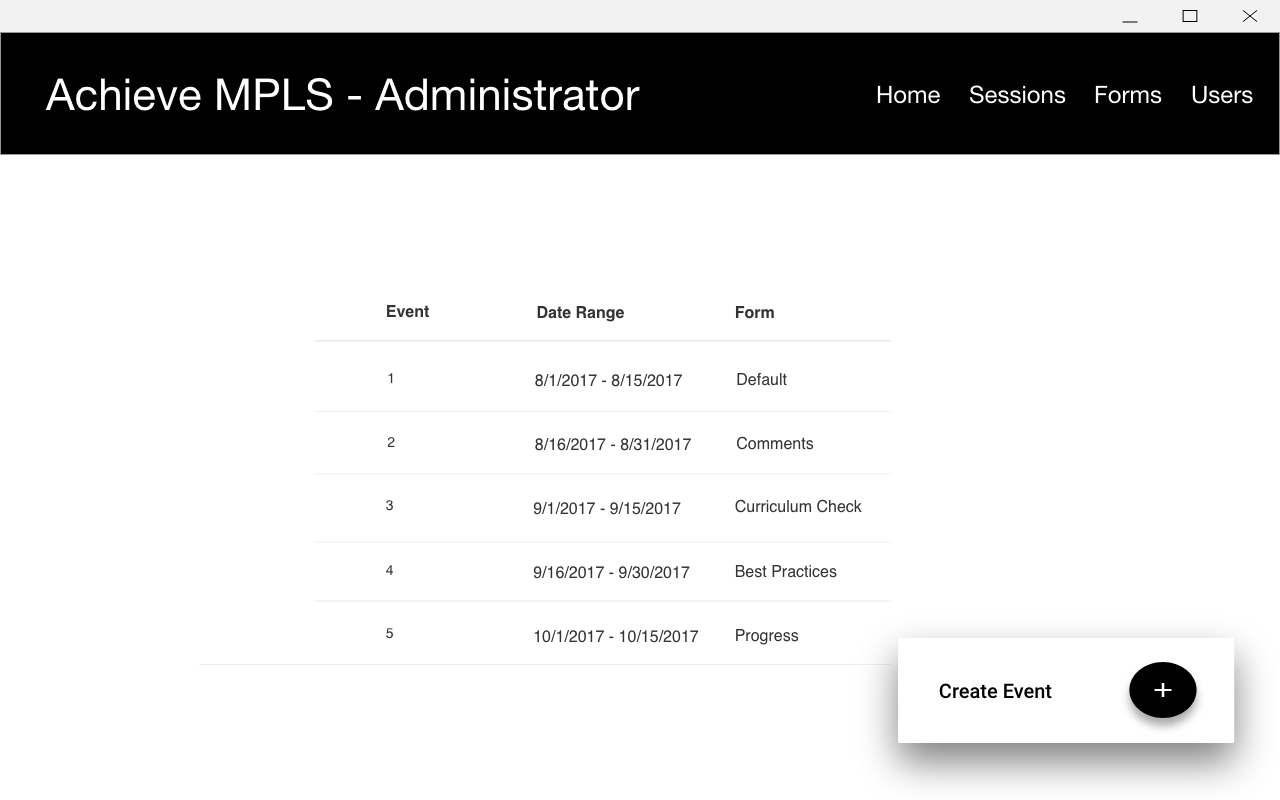 Achieve MPLS - Administrator Home Sessions Forms Users
Event Date Range Form
1 8/1/2017 - 8/15/2017 Default
2 8/16/2017 - 8/31/2017 Comments
3 9/1/2017 - 9/15/2017 Curriculum Check
4 9/16/2017 - 9/30/2017 Best Practices
5 10/1/2017 - 10/15/2017 Progress
Create Event +